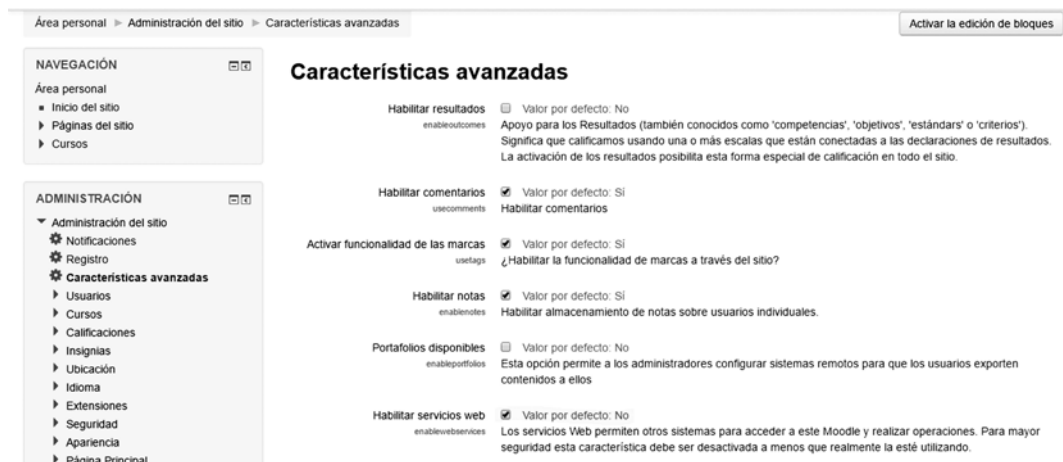 Área personal ▶ Administración del sitio ▶ Características avanzadas
Activar la edición de bloques
NAVEGACIÓN
Área personal
Inicio del sitio
Páginas del sitio
Cursos
ADMINISTRACIÓN
Administración del sitio
Notificaciones
Registro
Características avanzadas
Usuarios
Cursos
Calificaciones
Insignias
Ubicación
Idioma
Extensiones
Seguridad
Apariencia
Página Principal
Características avanzadas
Habilitar resultados Valor por defecto: No
enableoutcomes Apoyo para los Resultados (también conocidos como 'competencias', 'objetivos', 'estándars' o 'criterios').
Significa que calificamos usando una o más escalas que están conectadas a las declaraciones de resultados.
La activación de los resultados posibilita esta forma especial de calificación en todo el sitio.
Habilitar comentarios Valor por defecto: Sí
usecomments Habilitar comentarios
Activar funcionalidad de las marcas Valor por defecto: Sí
usetags ¿Habilitar la funcionalidad de marcas a través del sitio?
Habilitar notas Valor por defecto: Sí
enablenotes Habilitar almacenamiento de notas sobre usuarios individuales.
Portafolios disponibles Valor por defecto: No
enableportfolios Esta opción permite a los administradores configurar sistemas remotos para que los usuarios exporten
contenidos a ellos
Habilitar servicios web Valor por defecto: No
enablewebservices Los servicios Web permiten otros sistemas para acceder a este Moodle y realizar operaciones. Para mayor
seguridad esta característica debe ser desactivada a menos que realmente la esté utilizando.